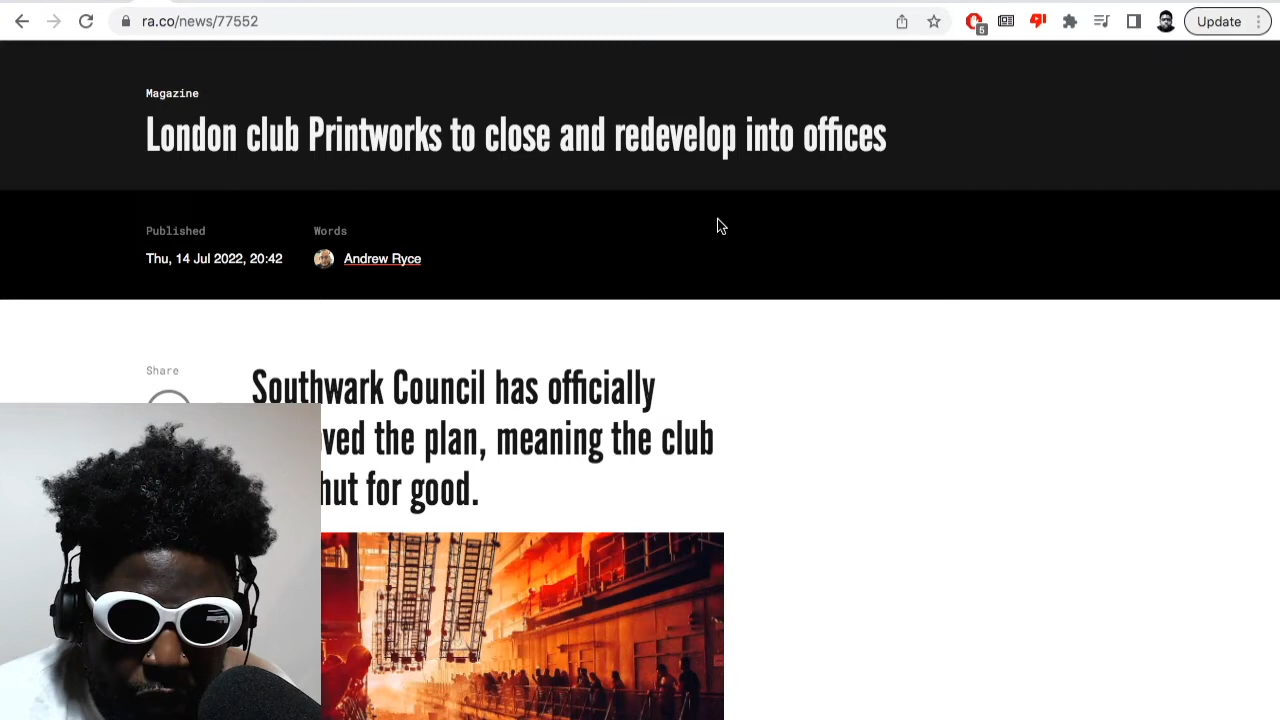 ra.co/news/77552
5
Update
Magazine
London club Printworks to close and redevelop into offices
Published
Words
Thu, 14 Jul 2022, 20:42
Andrew Ryce
Share
Southwark Council has officially
ved the plan, meaning the club
hut for good.